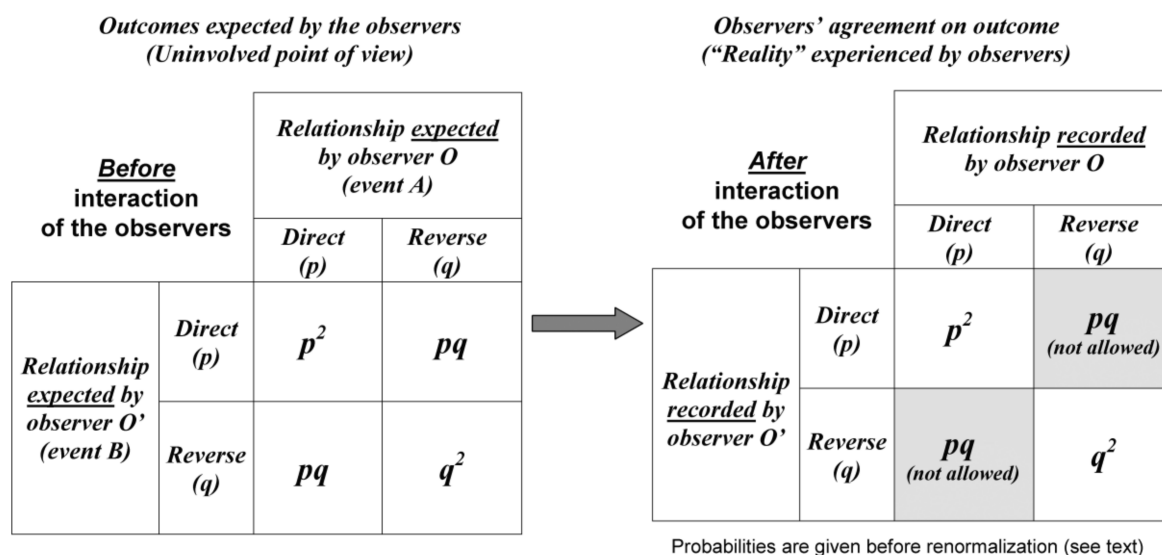 Outcomes expected by the observers
(Uninvolved point of view)
Before
interaction
of the observers
Relationship expected
by observer O
(event A)
Direct
(p)
Reverse
(q)
Relationship
expected by
observer O’
(event B)
Direct
(p)
p²
pq
Reverse
(q)
pq
q²
Observers’ agreement on outcome
(“Reality” experienced by observers)
After
interaction
of the observers
Relationship recorded
by observer O
Direct
(p)
Reverse
(q)
Relationship
recorded by
observer O’
Direct
(p)
p²
pq
(not allowed)
Reverse
(q)
pq
(not allowed)
q²
Probabilities are given before renormalization (see text)